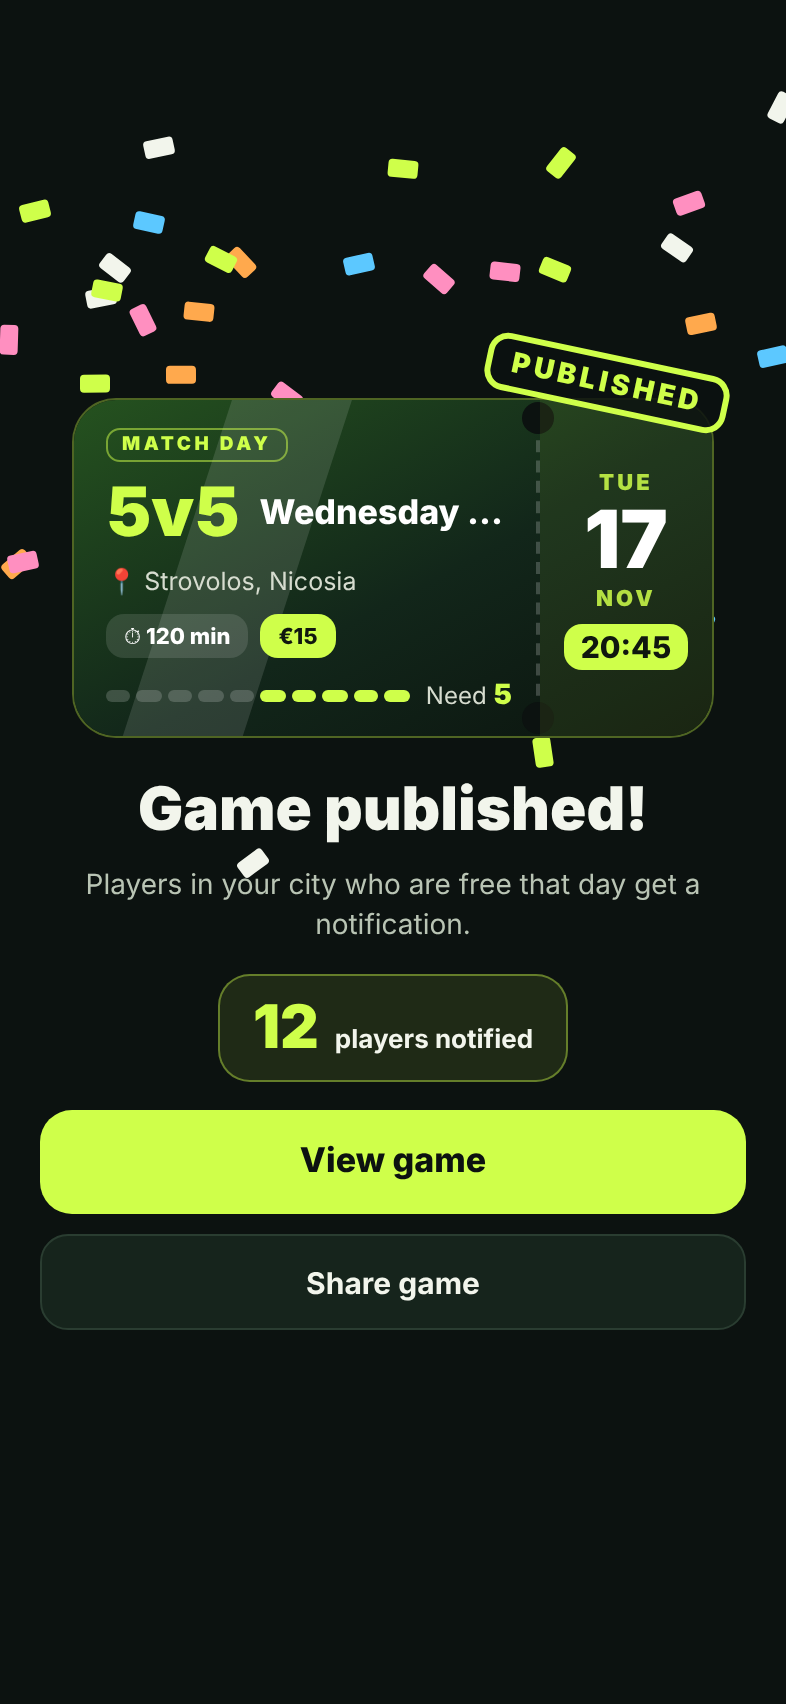 PUBLISHED
MATCH DAY
5v5 Wednesday ...
📍 Strovolos, Nicosia
⏱ 120 min €15
Need 5
TUE
17
NOV
20:45
Game published!
Players in your city who are free that day get a
notification.
12 players notified
View game
Share game